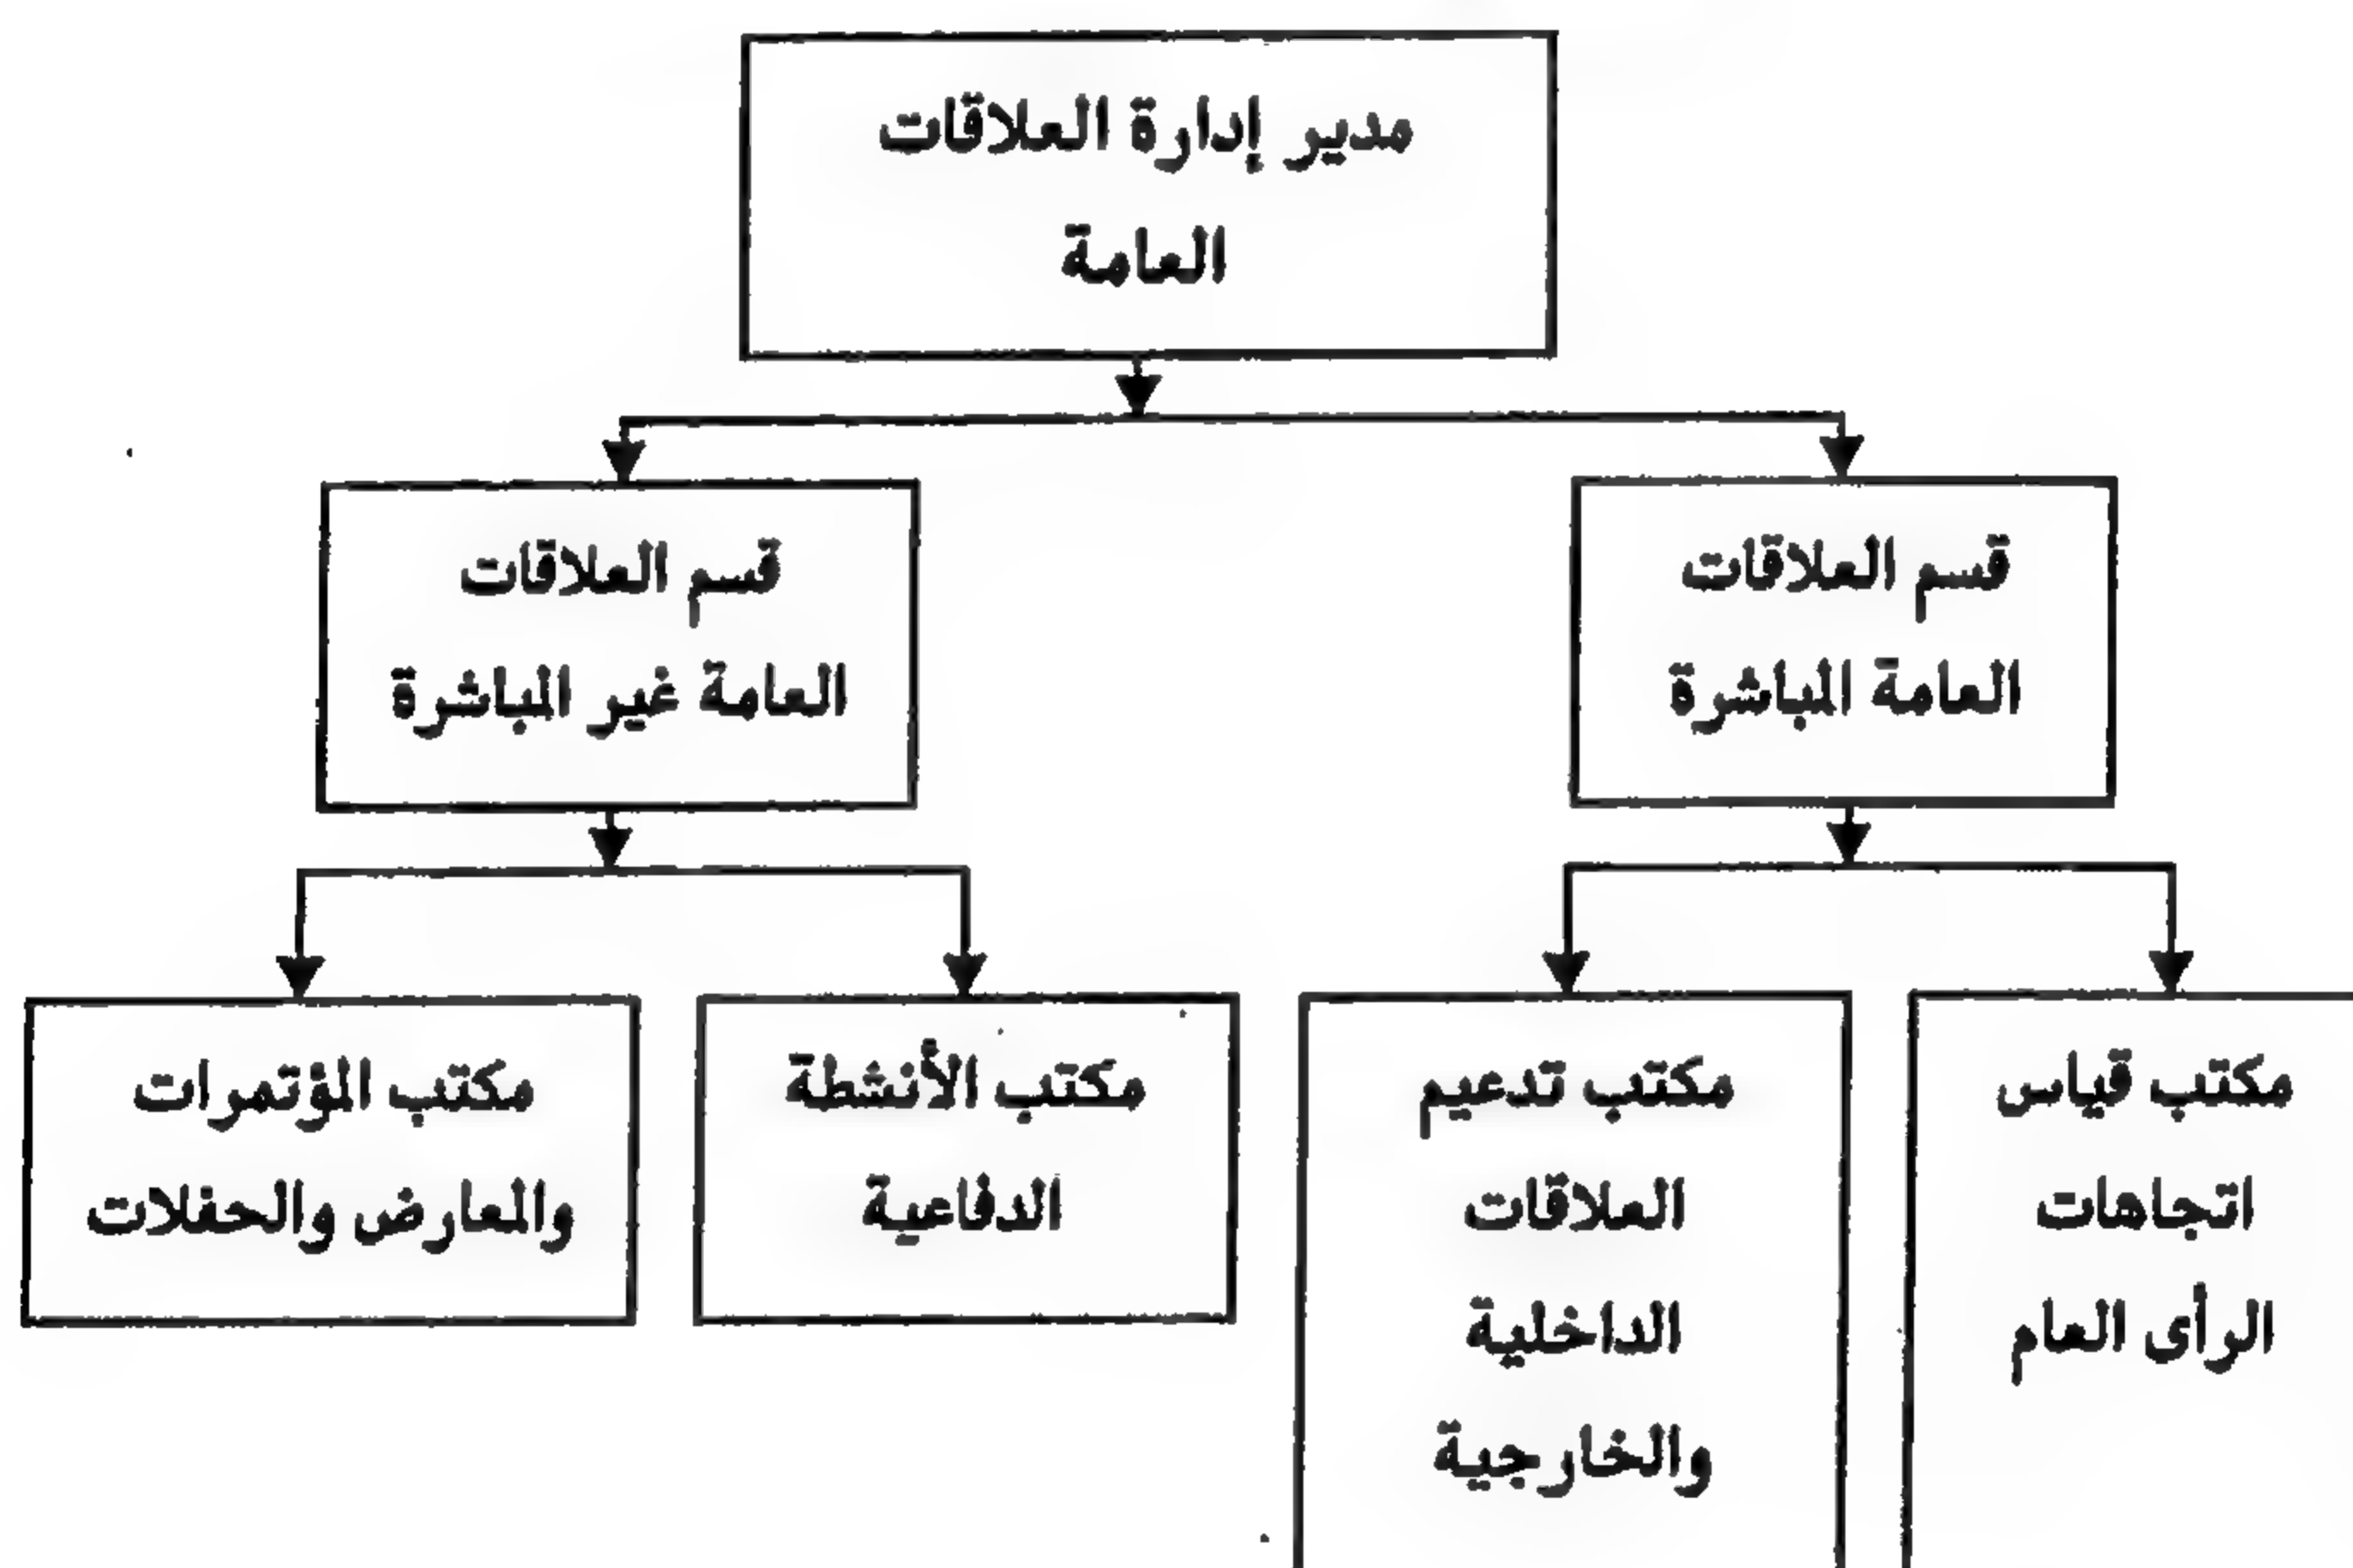 مدير إدارة العلاقات
العامة
قسم العلاقات
العامة المباشرة
قسم العلاقات
العامة غير المباشرة
مكتب قياس
اتجاهات
الرأى العام
مكتب تدعيم
العلاقات
الداخلية
والخارجية
مكتب الأنشطة
الدفاعية
مكتب المؤتمرات
والمعارض والحفلات